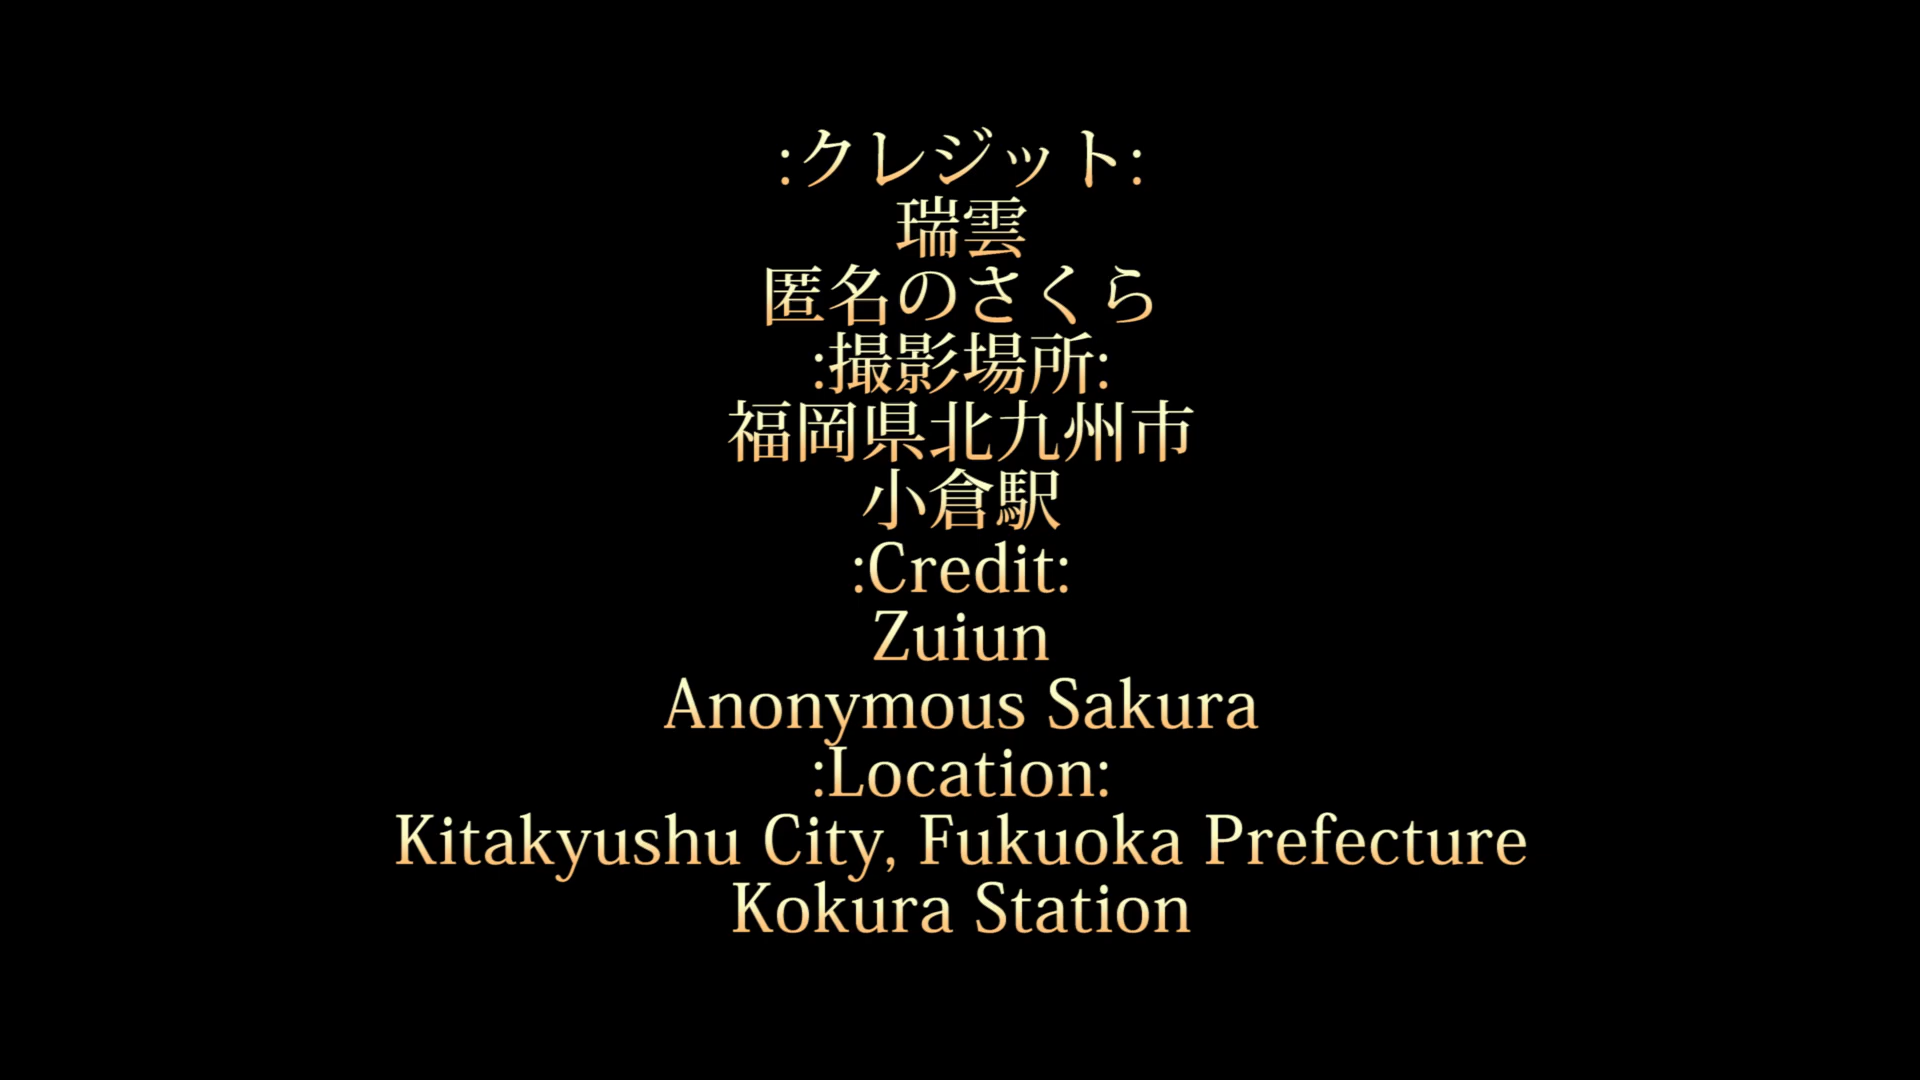 :クレジット:
瑞雲
匿名のさくら
:撮影場所:
福岡県北九州市
小倉駅
:Credit:
Zuiun
Anonymous Sakura
:Location:
Kitakyushu City, Fukuoka Prefecture
Kokura Station